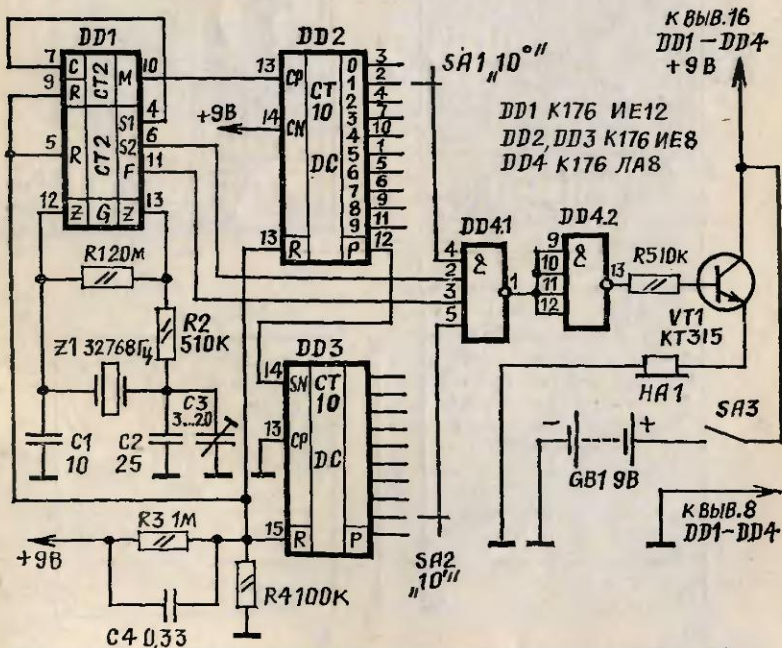 DD1
7
C
CT2
M
10
9
R
S1
4
5
R
CT2
S2
6
F
11
12
Z
G
Z
13
R1 20М
R2
510К
Z1 32768Гц
C3
3...20
C1
10
C2
25
+9В
R3 1М
C4 0,33
R4 100К
DD2
13
CP
CT
10
DC
+9В
14
CN
0
3
1
2
2
4
3
7
4
10
5
1
6
5
7
6
8
9
9
11
13
R
P
12
DD3
14
SN
CT
10
13
CP
DC
15
R
P
SA1 „10°"
SA2
„10'"
DD1 К176 ИЕ12
DD2, DD3 К176 ИЕ8
DD4 К176 ЛА8
К ВЫВ.16
DD1-DD4
+9В
DD4.1
4
2
3
5
&
1
DD4.2
9
10
11
12
&
13
R5 10К
VT1
КТ315
HA1
SA3
- +
GB1 9В
К ВЫВ.8
DD1-DD4